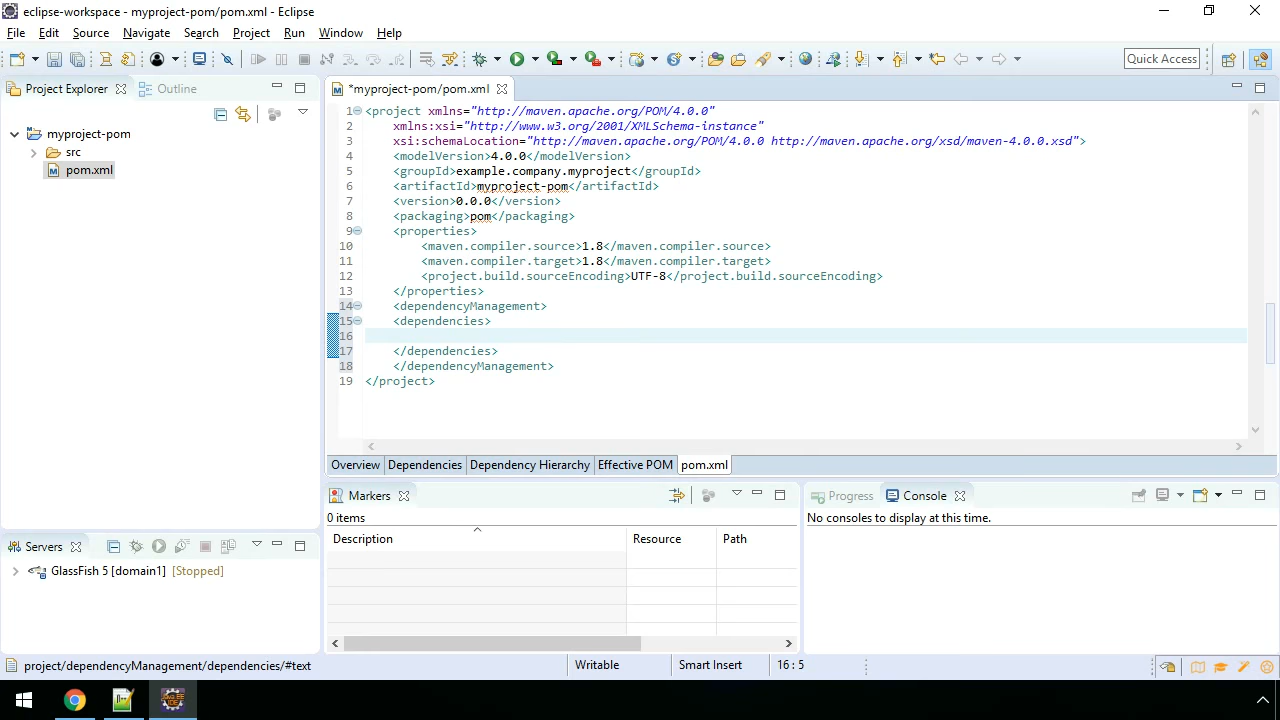 eclipse-workspace - myproject-pom/pom.xml - Eclipse
File Edit Source Navigate Search Project Run Window Help
Quick Access
Project Explorer
Outline
myproject-pom
src
pom.xml
*myproject-pom/pom.xml
1 <project xmlns="http://maven.apache.org/POM/4.0.0"
2 xmlns:xsi="http://www.w3.org/2001/XMLSchema-instance"
3 xsi:schemaLocation="http://maven.apache.org/POM/4.0.0 http://maven.apache.org/xsd/maven-4.0.0.xsd">
4 <modelVersion>4.0.0</modelVersion>
5 <groupId>example.company.myproject</groupId>
6 <artifactId>myproject-pom</artifactId>
7 <version>0.0.0</version>
8 <packaging>pom</packaging>
9 <properties>
10 <maven.compiler.source>1.8</maven.compiler.source>
11 <maven.compiler.target>1.8</maven.compiler.target>
12 <project.build.sourceEncoding>UTF-8</project.build.sourceEncoding>
13 </properties>
14 <dependencyManagement>
15 <dependencies>
16
17 </dependencies>
18 </dependencyManagement>
19 </project>
Overview Dependencies Dependency Hierarchy Effective POM pom.xml
Servers
GlassFish 5 [domain1] [Stopped]
Markers
0 items
Description Resource Path
Progress Console
No consoles to display at this time.
project/dependencyManagement/dependencies/#text
Writable
Smart Insert
16 : 5